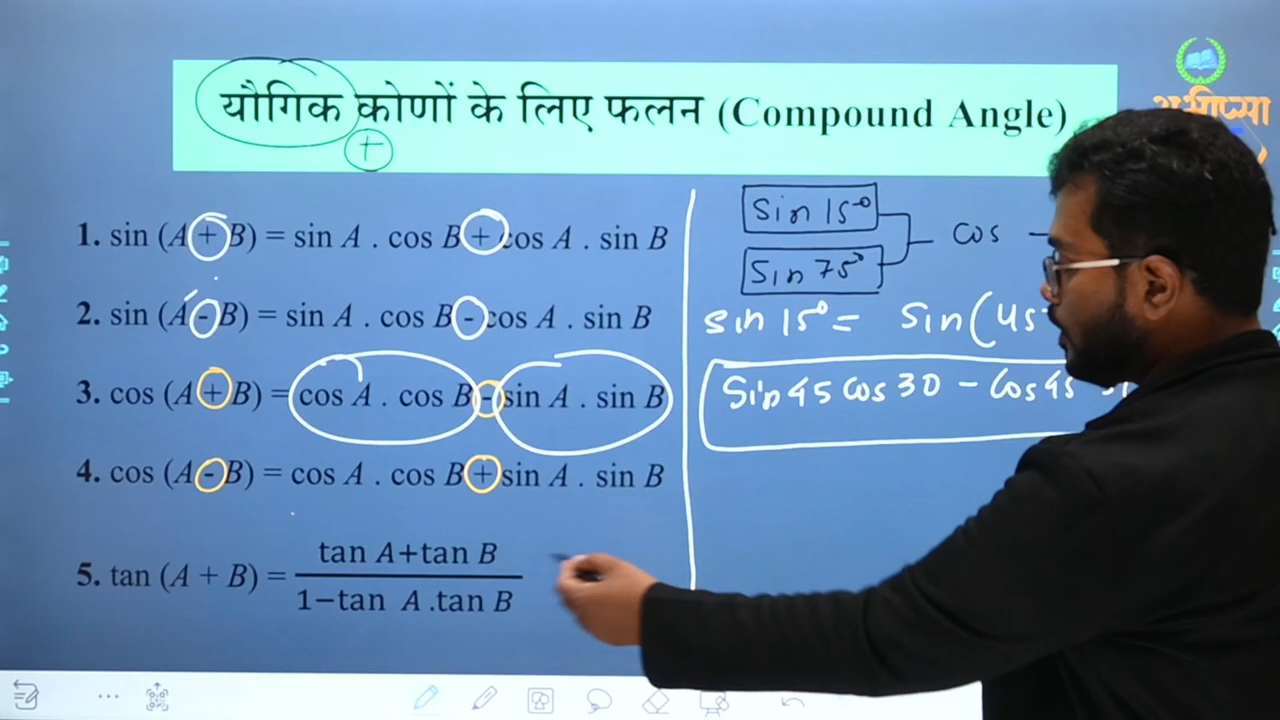 यौगिक कोणों के लिए फलन (Compound Angle)
+
1. sin (A + B) = sin A . cos B + cos A . sin B
2. sin (A - B) = sin A . cos B - cos A . sin B
3. cos (A + B) = cos A . cos B - sin A . sin B
4. cos (A - B) = cos A . cos B + sin A . sin B
5. tan (A + B) = tan A+tan B
1−tan A .tan B
Sin 15°
Sin 75°
cos
sin 15° = Sin(45
Sin 45 cos 30 - cos 45